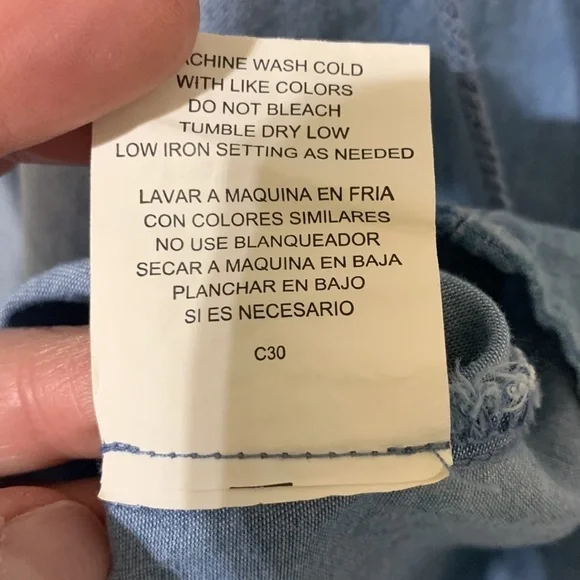 ACHINE WASH COLD
WITH LIKE COLORS
DO NOT BLEACH
TUMBLE DRY LOW
LOW IRON SETTING AS NEEDED
LAVAR A MAQUINA EN FRIA
CON COLORES SIMILARES
NO USE BLANQUEADOR
SECAR A MAQUINA EN BAJA
PLANCHAR EN BAJO
SI ES NECESARIO
C30